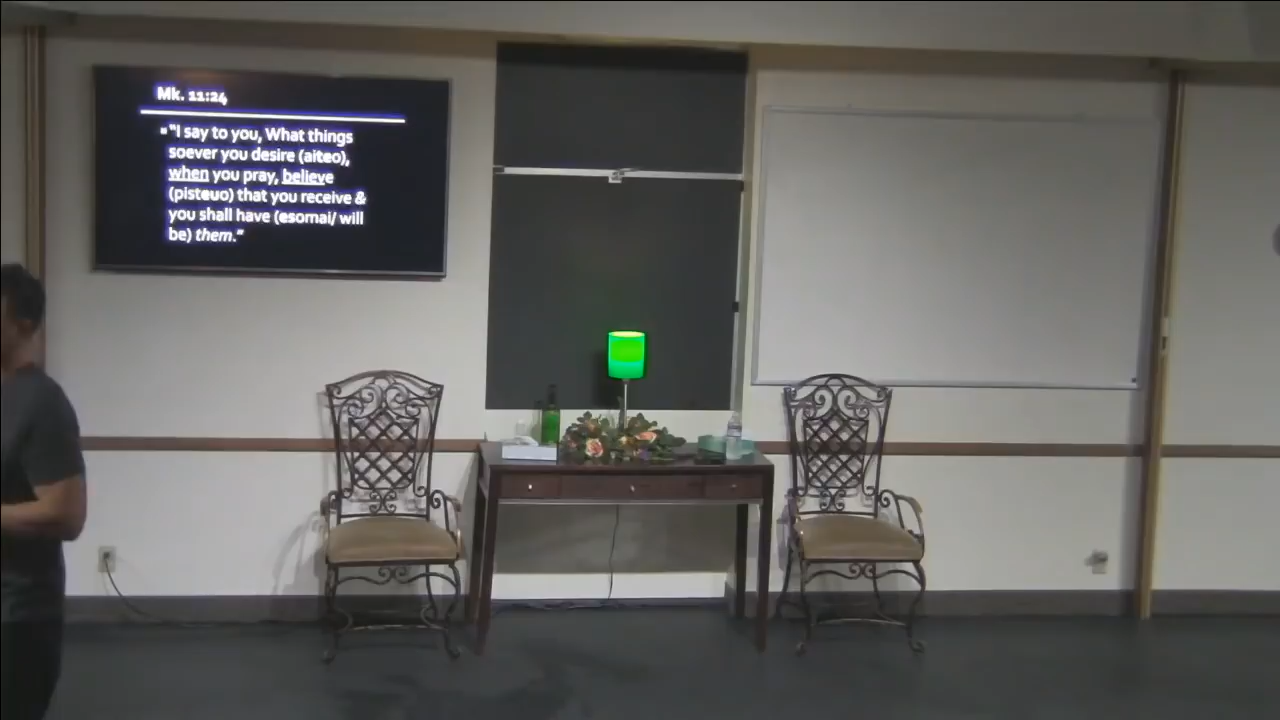 Mk. 11:24
▪"I say to you, What things
soever you desire (aiteo),
when you pray, believe
(pisteuo) that you receive &
you shall have (esomai/ will
be) them."